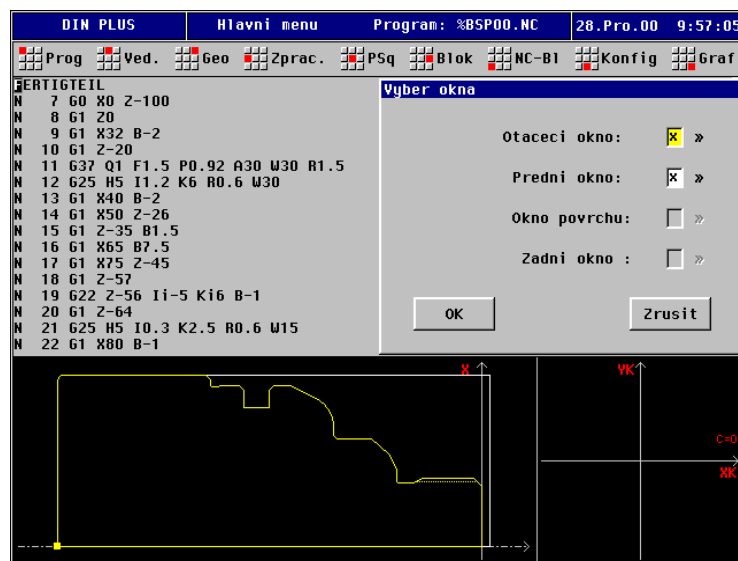 DIN PLUS Hlavni menu Program: %BSP00.NC 28.Pro.00 9:57:05
Prog Ved. Geo Zprac. PSq Blok NC-Bl Konfig Graf
FERTIGTEIL
N 7 G0 X0 Z-100
N 8 G1 Z0
N 9 G1 X32 B-2
N 10 G1 Z-20
N 11 G37 Q1 F1.5 P0.92 A30 W30 R1.5
N 12 G25 H5 I1.2 K6 R0.6 W30
N 13 G1 X40 B-2
N 14 G1 X50 Z-26
N 15 G1 Z-35 B1.5
N 16 G1 X65 B7.5
N 17 G1 X75 Z-45
N 18 G1 Z-57
N 19 G22 Z-56 Ii-5 Ki6 B-1
N 20 G1 Z-64
N 21 G25 H5 I0.3 K2.5 R0.6 W15
N 22 G1 X80 B-1
Vyber okna
Otaceci okno: x »
Predni okno: x »
Okno povrchu: »
Zadni okno : »
OK Zrusit
X YK
C=0
XK